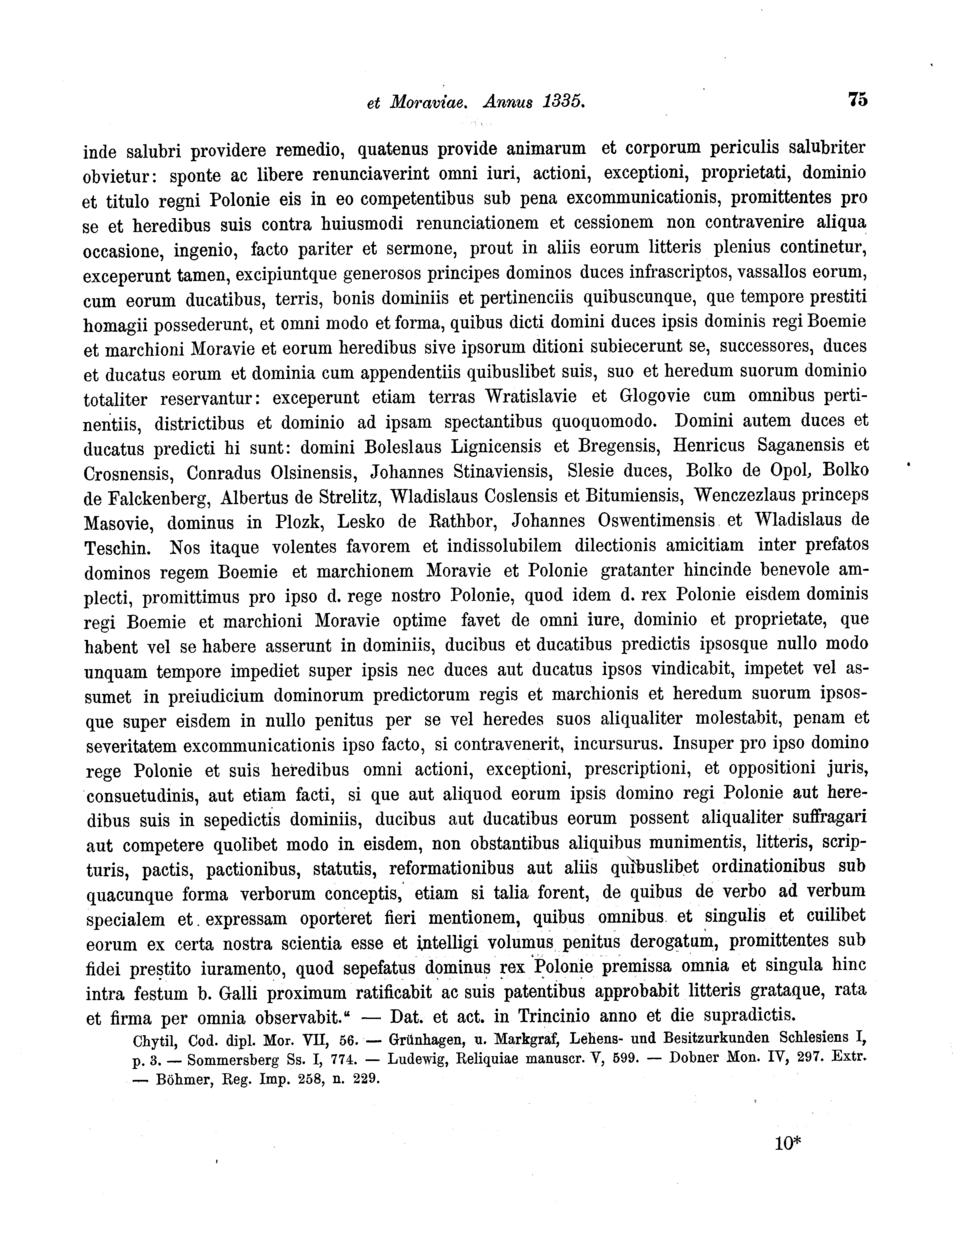 et Moraviae. Annus 1335. 75
inde salubri providere remedio, quatenus provide animarum et corporum periculis salubriter
obvietur: sponte ac libere renunciaverint omni iuri, actioni, exceptioni, proprietati, dominio
et titulo regni Polonie eis in eo competentibus sub pena excommunicationis, promittentes pro
se et heredibus suis contra huiusmodi renunciationem et cessionem non contravenire aliqua
occasione, ingenio, facto pariter et sermone, prout in aliis eorum litteris plenius continetur,
exceperunt tamen, excipiuntque generosos principes dominos duces infrascriptos, vassallos eorum,
cum eorum ducatibus, terris, bonis dominiis et pertinenciis quibuscunque, que tempore prestiti
homagii possederunt, et omni modo et forma, quibus dicti domini duces ipsis dominis regi Boemie
et marchioni Moravie et eorum heredibus sive ipsorum ditioni subiecerunt se, successores, duces
et ducatus eorum et dominia cum appendentiis quibuslibet suis, suo et heredum suorum dominio
totaliter reservantur: exceperunt etiam terras Wratislavie et Glogovie cum omnibus perti-
nentiis, districtibus et dominio ad ipsam spectantibus quoquomodo. Domini autem duces et
ducatus predicti hi sunt: domini Boleslaus Lignicensis et Bregensis, Henricus Saganensis et
Crosnensis, Conradus Olsinensis, Johannes Stinaviensis, Slesie duces, Bolko de Opol, Bolko
de Falckenberg, Albertus de Strelitz, Wladislaus Coslensis et Bitumiensis, Wenczezlaus princeps
Masovie, dominus in Plozk, Lesko de Rathbor, Johannes Oswentimensis et Wladislaus de
Teschin. Nos itaque volentes favorem et indissolubilem dilectionis amicitiam inter prefatos
dominos regem Boemie et marchionem Moravie et Polonie gratanter hincinde benevole am-
plecti, promittimus pro ipso d. rege nostro Polonie, quod idem d. rex Polonie eisdem dominis
regi Boemie et marchioni Moravie optime favet de omni iure, dominio et proprietate, que
habent vel se habere asserunt in dominiis, ducibus et ducatibus predictis ipsosque nullo modo
unquam tempore impediet super ipsis nec duces aut ducatus ipsos vindicabit, impetet vel as-
sumet in preiudicium dominorum predictorum regis et marchionis et heredum suorum ipsos-
que super eisdem in nullo penitus per se vel heredes suos aliqualiter molestabit, penam et
severitatem excommunicationis ipso facto, si contravenerit, incursurus. Insuper pro ipso domino
rege Polonie et suis heredibus omni actioni, exceptioni, prescriptioni, et oppositioni juris,
consuetudinis, aut etiam facti, si que aut aliquod eorum ipsis domino regi Polonie aut here-
dibus suis in sepedictis dominiis, ducibus aut ducatibus eorum possent aliqualiter suffragari
aut competere quolibet modo in eisdem, non obstantibus aliquibus munimentis, litteris, scrip-
turis, pactis, pactionibus, statutis, reformationibus aut aliis quibuslibet ordinationibus sub
quacunque forma verborum conceptis, etiam si talia forent, de quibus de verbo ad verbum
specialem et expressam oporteret fieri mentionem, quibus omnibus et singulis et cuilibet
eorum ex certa nostra scientia esse et intelligi volumus penitus derogatum, promittentes sub
fidei prestito iuramento, quod sepefatus dominus rex Polonie premissa omnia et singula hinc
intra festum b. Galli proximum ratificabit ac suis patentibus approbabit litteris grataque, rata
et firma per omnia observabit.“ — Dat. et act. in Trincinio anno et die supradictis.
Chytil, Cod. dipl. Mor. VII, 56. — Grünhagen, u. Markgraf, Lehens- und Besitzurkunden Schlesiens I,
p. 3. — Sommersberg Ss. I, 774. — Ludewig, Reliquiae manuscr. V, 599. — Dobner Mon. IV, 297. Extr.
— Böhmer, Reg. Imp. 258, n. 229.
10*